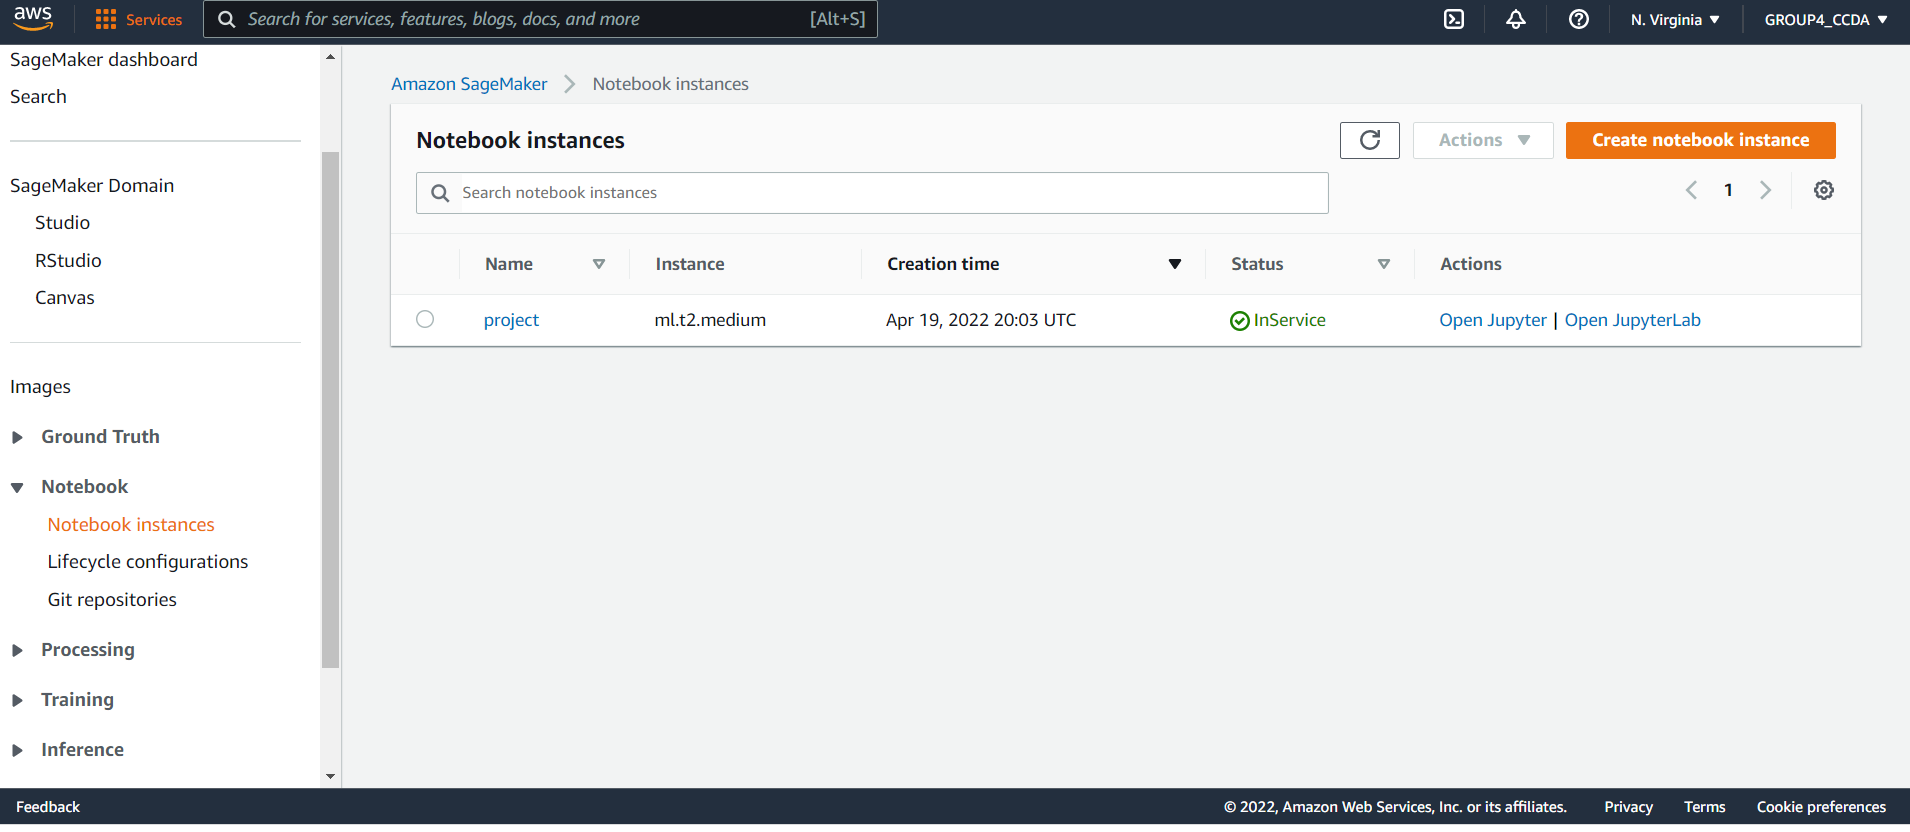 aws Services Search for services, features, blogs, docs, and more [Alt+S] N. Virginia GROUP4_CCDA
SageMaker dashboard
Search
SageMaker Domain
Studio
RStudio
Canvas
Images
Ground Truth
Notebook
Notebook instances
Lifecycle configurations
Git repositories
Processing
Training
Inference
Amazon SageMaker Notebook instances
Notebook instances Actions Create notebook instance
Search notebook instances 1
Name Instance Creation time Status Actions
project ml.t2.medium Apr 19, 2022 20:03 UTC InService Open Jupyter | Open JupyterLab
Feedback © 2022, Amazon Web Services, Inc. or its affiliates. Privacy Terms Cookie preferences